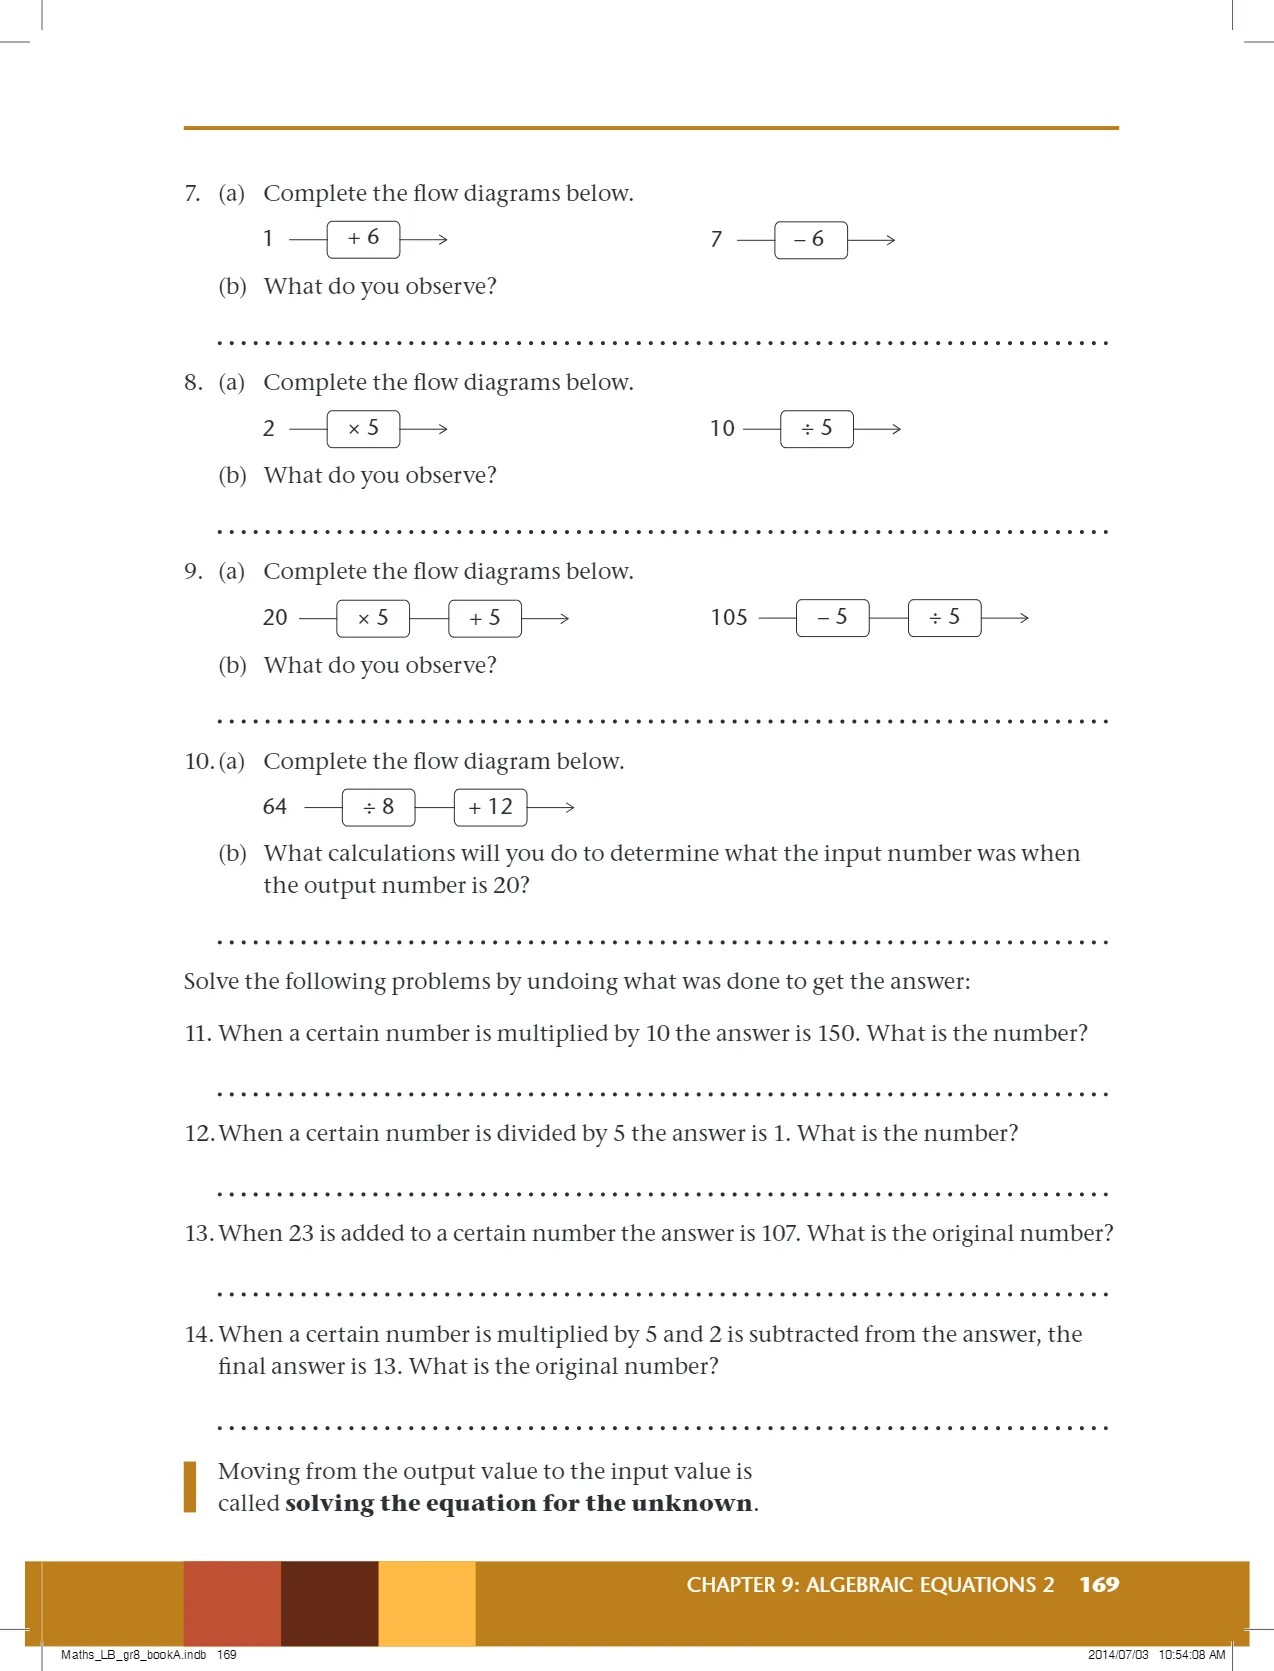 7. (a) Complete the flow diagrams below.
1 + 6 7 – 6
(b) What do you observe?
8. (a) Complete the flow diagrams below.
2 × 5 10 ÷ 5
(b) What do you observe?
9. (a) Complete the flow diagrams below.
20 × 5 + 5 105 – 5 ÷ 5
(b) What do you observe?
10. (a) Complete the flow diagram below.
64 ÷ 8 + 12
(b) What calculations will you do to determine what the input number was when
the output number is 20?
Solve the following problems by undoing what was done to get the answer:
11. When a certain number is multiplied by 10 the answer is 150. What is the number?
12. When a certain number is divided by 5 the answer is 1. What is the number?
13. When 23 is added to a certain number the answer is 107. What is the original number?
14. When a certain number is multiplied by 5 and 2 is subtracted from the answer, the
final answer is 13. What is the original number?
Moving from the output value to the input value is
called solving the equation for the unknown.
CHAPTER 9: ALGEBRAIC EQUATIONS 2 169
Maths_LB_gr8_bookA.indb 169 2014/07/03 10:54:08 AM